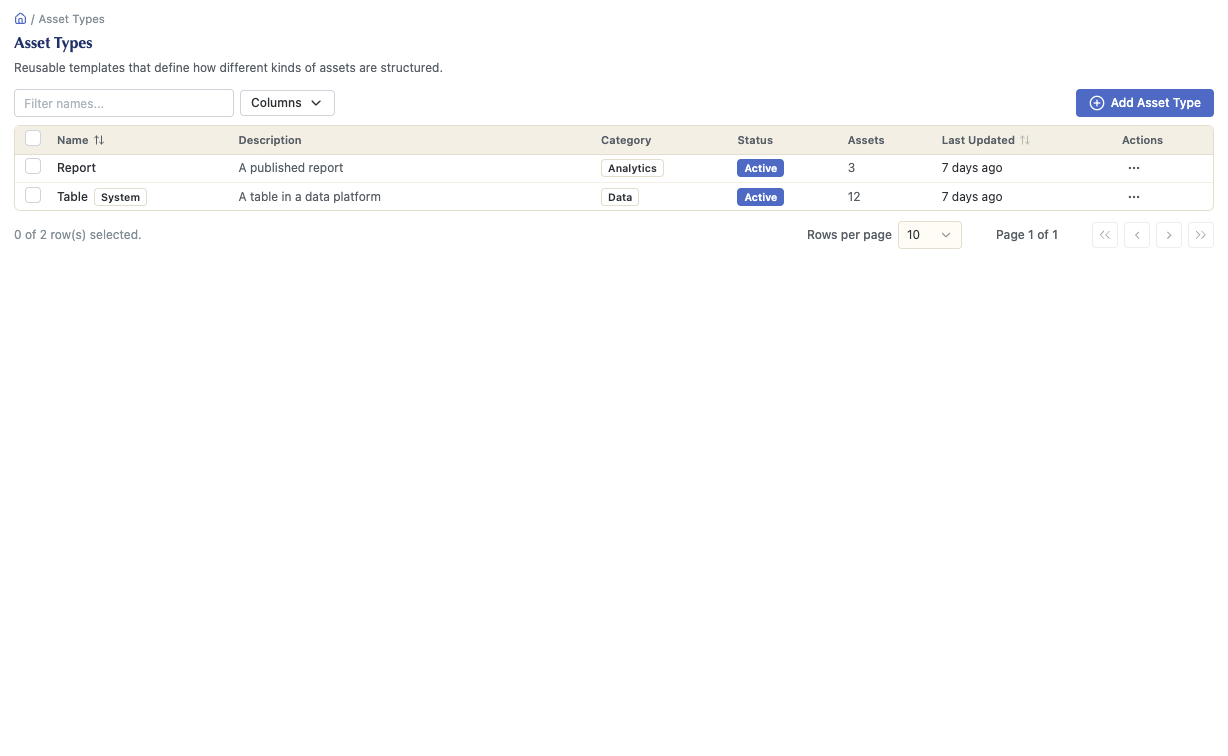 / Asset Types
Asset Types
Reusable templates that define how different kinds of assets are structured.
Filter names...
Columns
Add Asset Type
Name Description Category Status Assets Last Updated Actions
Report A published report Analytics Active 3 7 days ago ...
Table System A table in a data platform Data Active 12 7 days ago ...
0 of 2 row(s) selected. Rows per page 10 Page 1 of 1